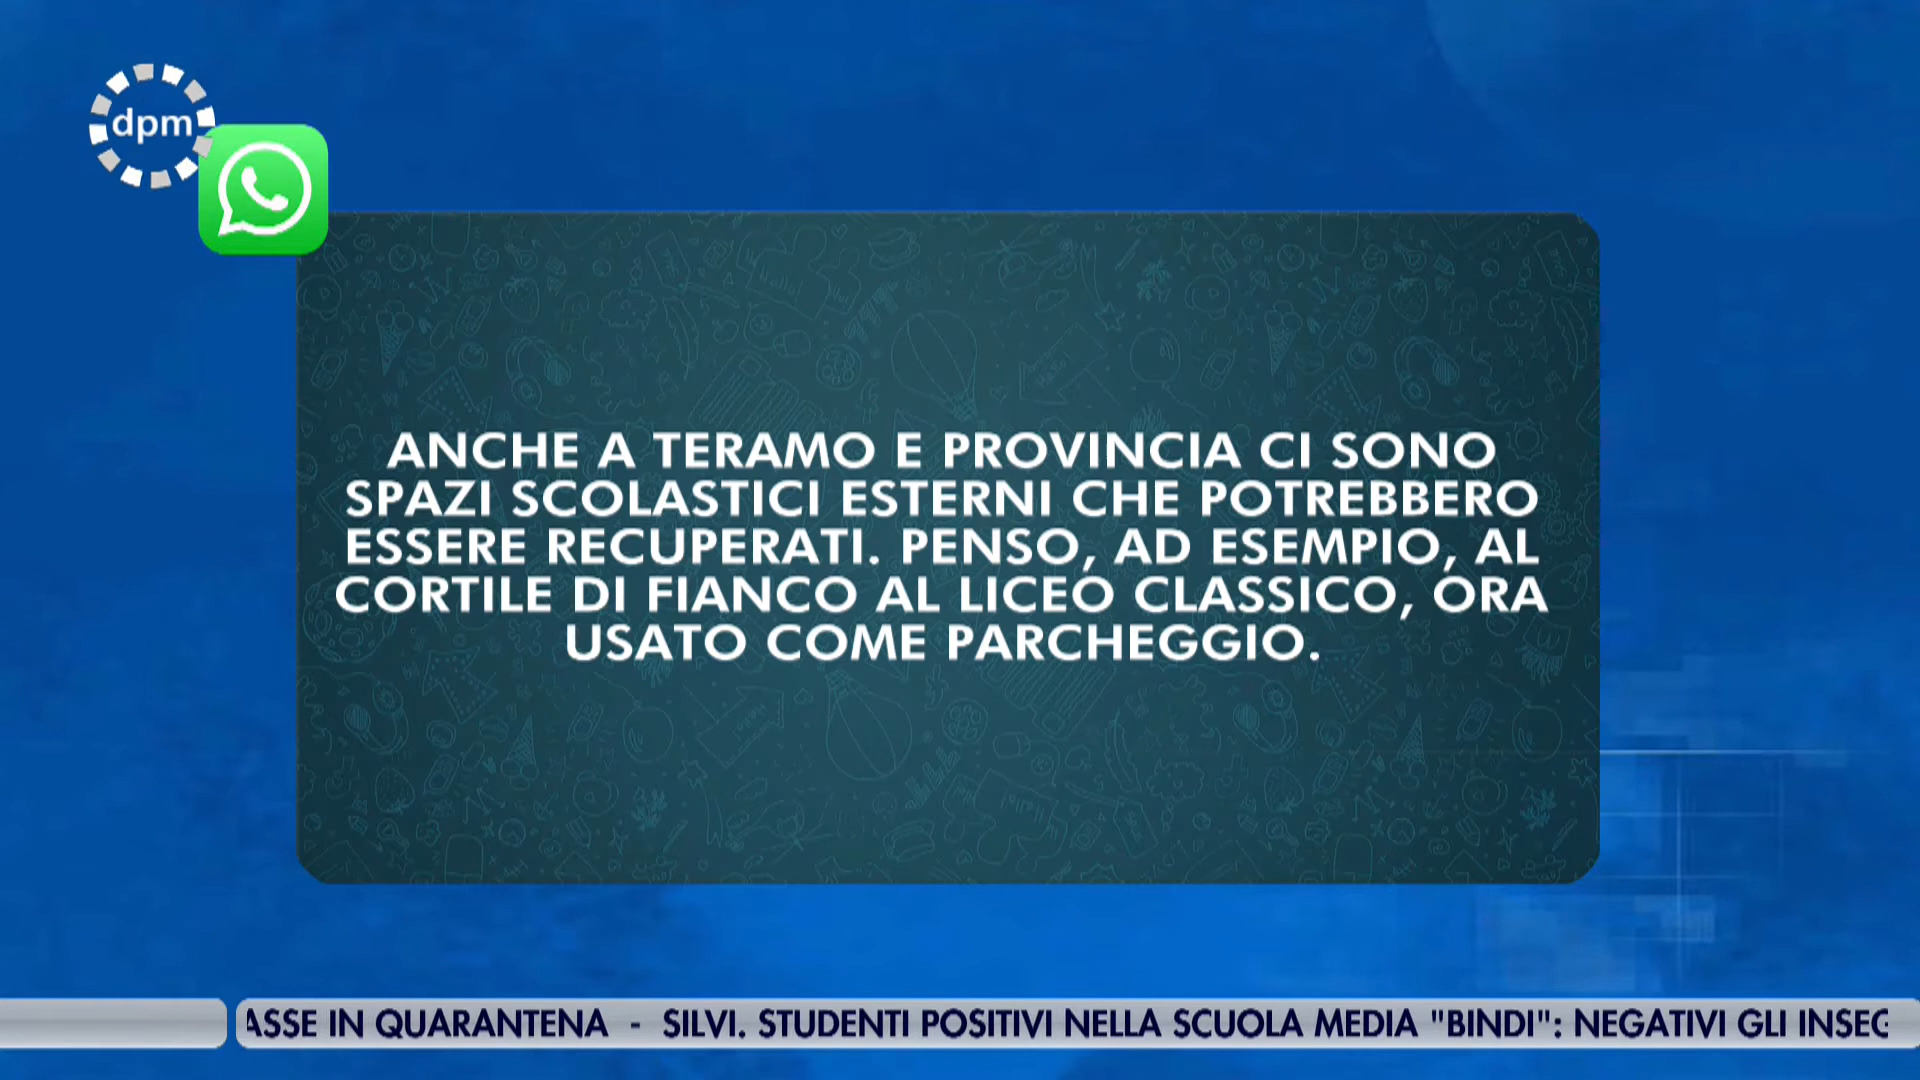 dpm
ANCHE A TERAMO E PROVINCIA CI SONO
SPAZI SCOLASTICI ESTERNI CHE POTREBBERO
ESSERE RECUPERATI. PENSO, AD ESEMPIO, AL
CORTILE DI FIANCO AL LICEO CLASSICO, ORA
USATO COME PARCHEGGIO.
ASSE IN QUARANTENA - SILVI. STUDENTI POSITIVI NELLA SCUOLA MEDIA "BINDI": NEGATIVI GLI INSEG